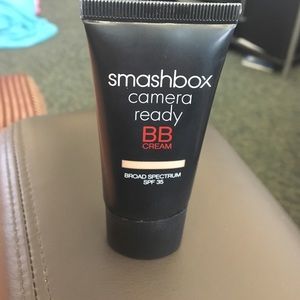 smashbox
camera
ready
BB
CREAM
BROAD SPECTRUM
SPF 35